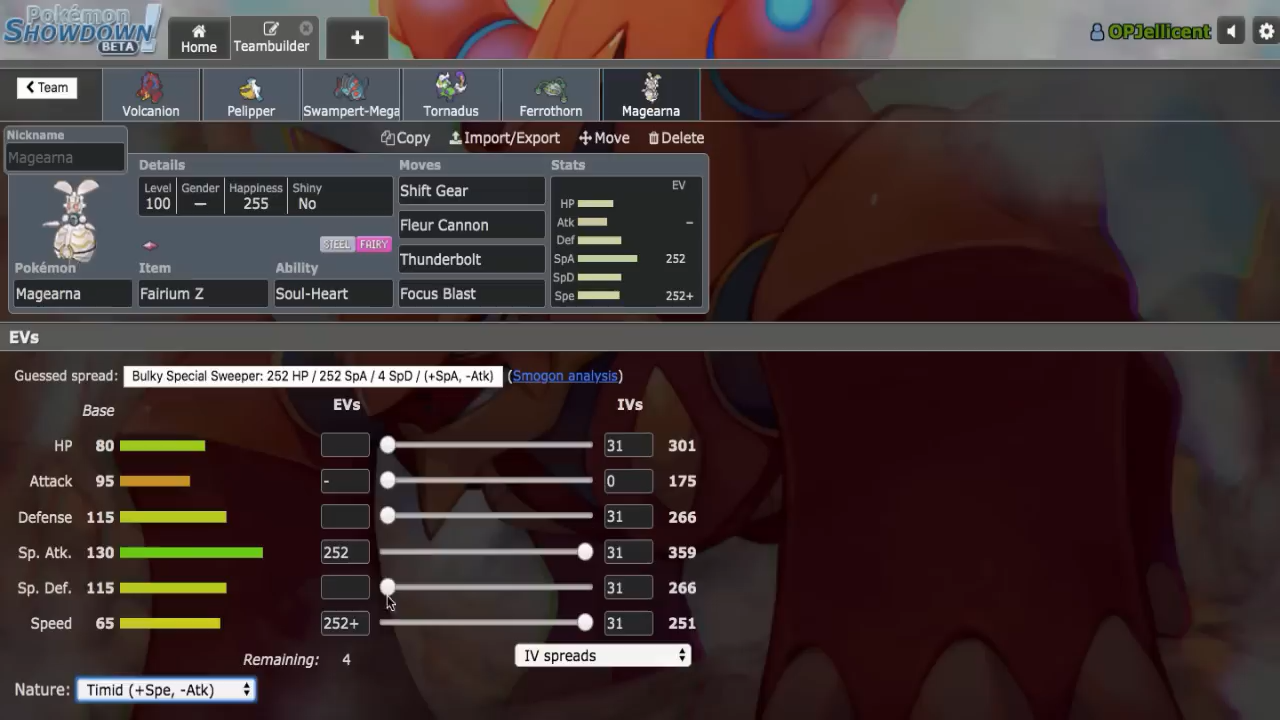 Pokémon
SHOWDOWN!
BETA
Home
Teambuilder
+
OPJellicent
Team
Volcanion
Pelipper
Swampert-Mega
Tornadus
Ferrothorn
Magearna
Nickname
Magearna
Copy
Import/Export
Move
Delete
Details
Level
100
Gender
—
Happiness
255
Shiny
No
STEEL
FAIRY
Pokémon
Magearna
Item
Fairium Z
Ability
Soul-Heart
Moves
Shift Gear
Fleur Cannon
Thunderbolt
Focus Blast
Stats
EV
HP
Atk –
Def
SpA 252
SpD
Spe 252+
EVs
Guessed spread: Bulky Special Sweeper: 252 HP / 252 SpA / 4 SpD / (+SpA, -Atk) (Smogon analysis)
Base EVs IVs
HP 80 31 301
Attack 95 - 0 175
Defense 115 31 266
Sp. Atk. 130 252 31 359
Sp. Def. 115 31 266
Speed 65 252+ 31 251
Remaining: 4
IV spreads
Nature: Timid (+Spe, -Atk)